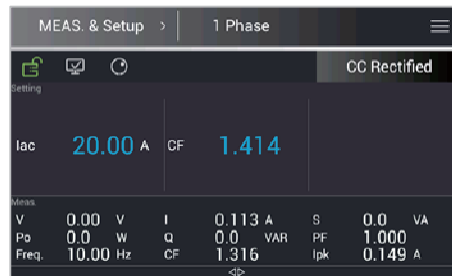 MEAS. & Setup > 1 Phase
CC Rectified
Setting
Iac 20.00 A CF 1.414
Meas.
V 0.00 V I 0.113 A S 0.0 VA
Po 0.0 W Q 0.0 VAR PF 1.000
Freq. 10.00 Hz CF 1.316 Ipk 0.149 A